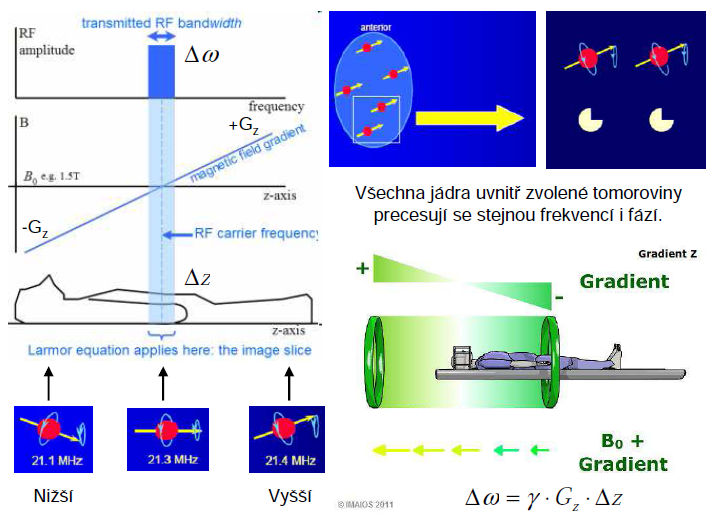 transmitted RF bandwidth
RF
amplitude
Δω
frequency
B
+Gz
magnetic field gradient
B0 e.g. 1.5T
z-axis
-Gz
RF carrier frequency
Δz
z-axis
Larmor equation applies here: the image slice
21.1 MHz
21.3 MHz
21.4 MHz
Nižší
Vyšší
anterior
Všechna jádra uvnitř zvolené tomoroviny
precesují se stejnou frekvencí i fází.
Gradient Z
+
Gradient
-
B0 +
Gradient
© IMAIOS 2011
Δω = γ · Gz · Δz